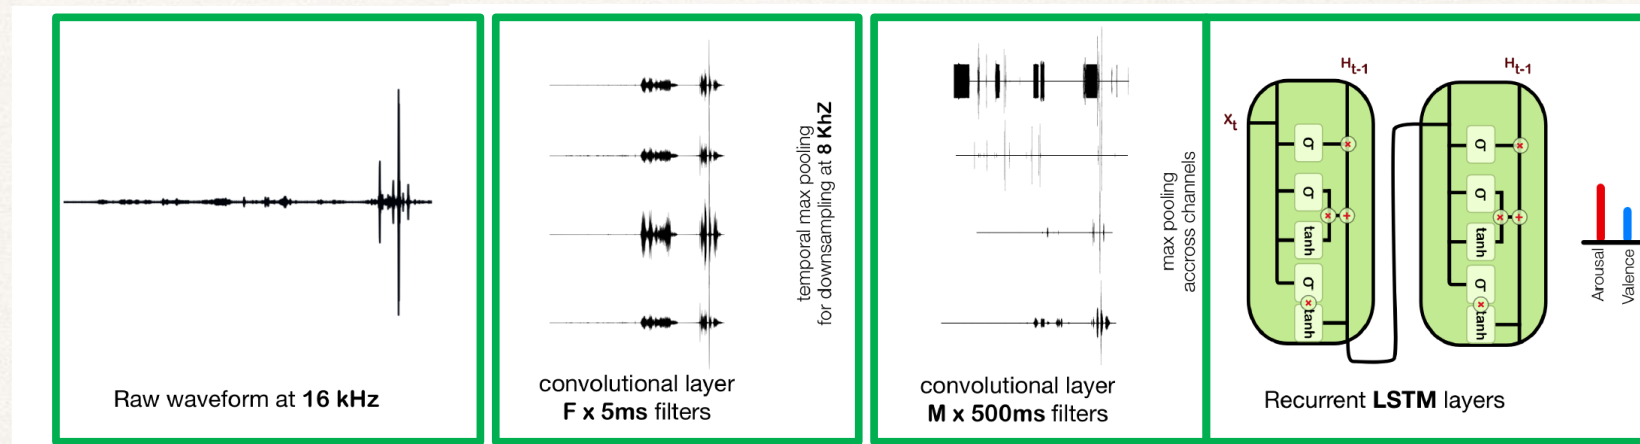 Raw waveform at 16 kHz
convolutional layer
F x 5ms filters
temporal max pooling
for downsampling at 8 KhZ
convolutional layer
M x 500ms filters
max pooling
accross channels
Ht-1
xt
σ
×
σ
×
+
tanh
σ
×
tanh
Ht-1
σ
×
σ
×
+
tanh
σ
×
tanh
Recurrent LSTM layers
Arousal
Valence